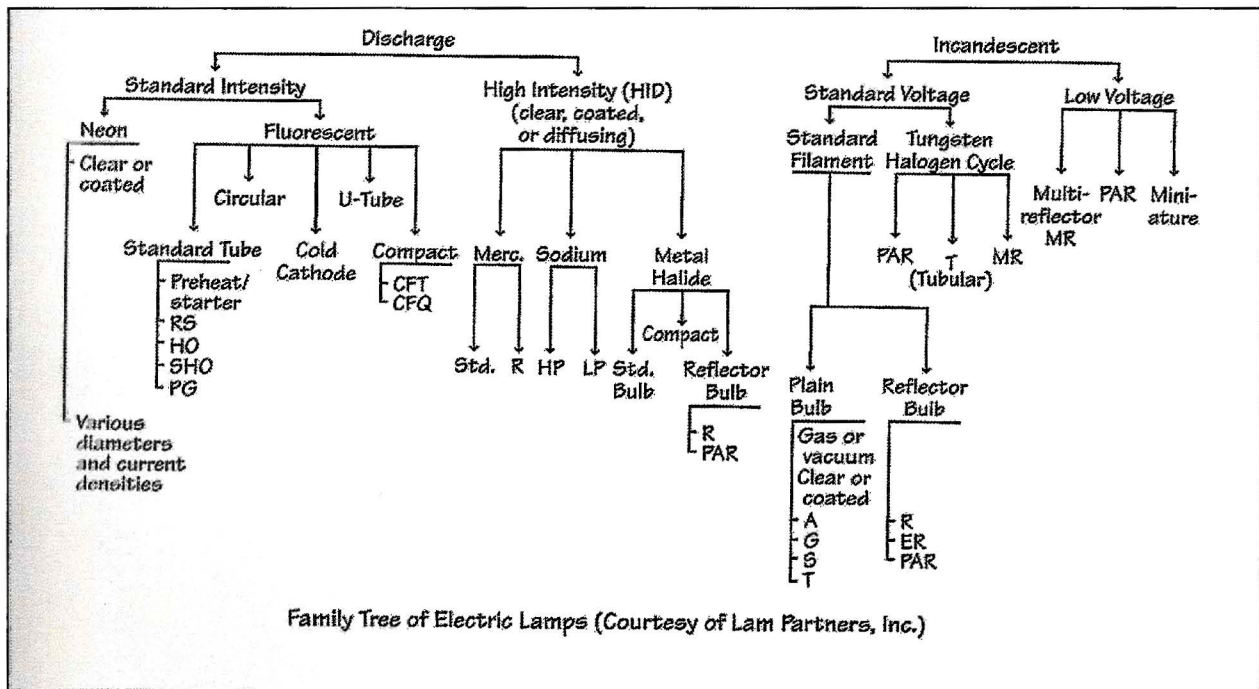 Discharge
Standard Intensity
Neon
Clear or
coated
Various
diameters
and current
densities
Fluorescent
Standard Tube
Preheat/
starter
RS
HO
SHO
PG
Circular
Cold
Cathode
U-Tube
Compact
CFT
CFQ
High Intensity (HID)
(clear, coated,
or diffusing)
Merc.
Std.
R
Sodium
HP
LP
Metal
Halide
Std.
Bulb
Compact
Reflector
Bulb
R
PAR
Incandescent
Standard Voltage
Standard
Filament
Plain
Bulb
Gas or
vacuum
Clear or
coated
A
G
S
T
Reflector
Bulb
R
ER
PAR
Tungsten
Halogen Cycle
PAR
T
(Tubular)
MR
Low Voltage
Multi-
reflector
MR
PAR
Mini-
ature
Family Tree of Electric Lamps (Courtesy of Lam Partners, Inc.)